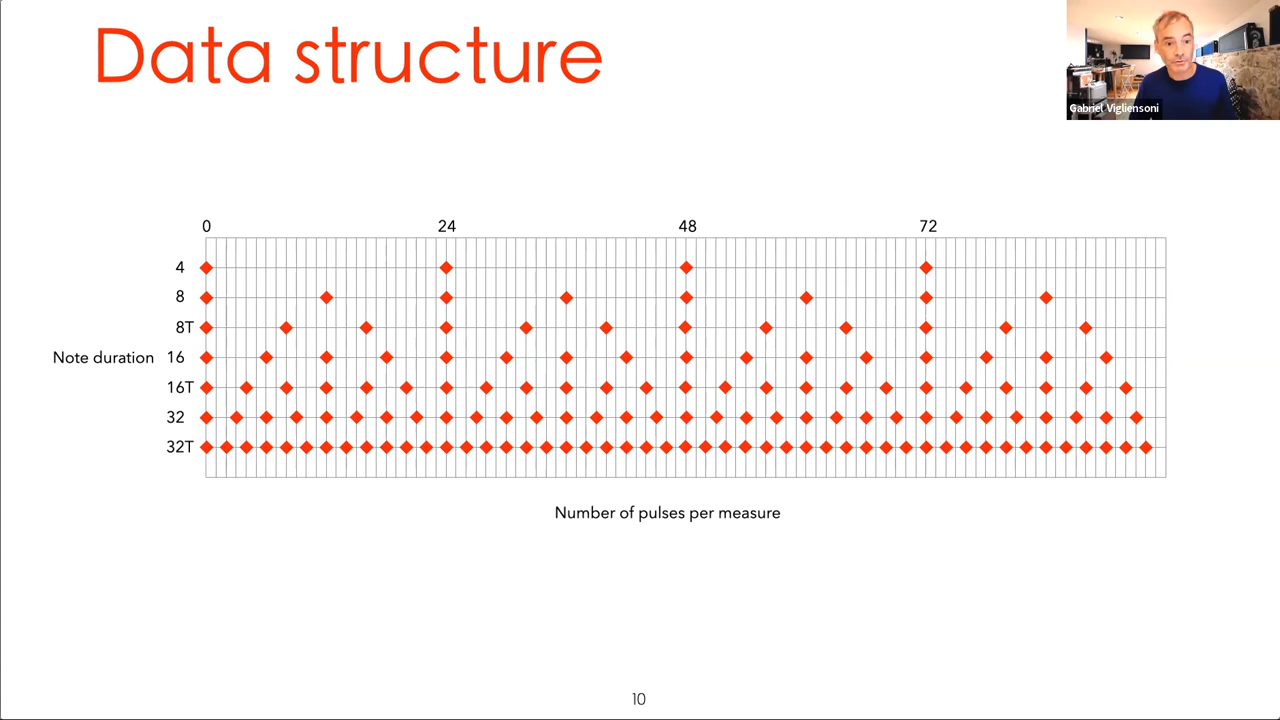 Data structure
Gabriel Vigliensoni
0 24 48 72
4
8
8T
Note duration 16
16T
32
32T
Number of pulses per measure
10